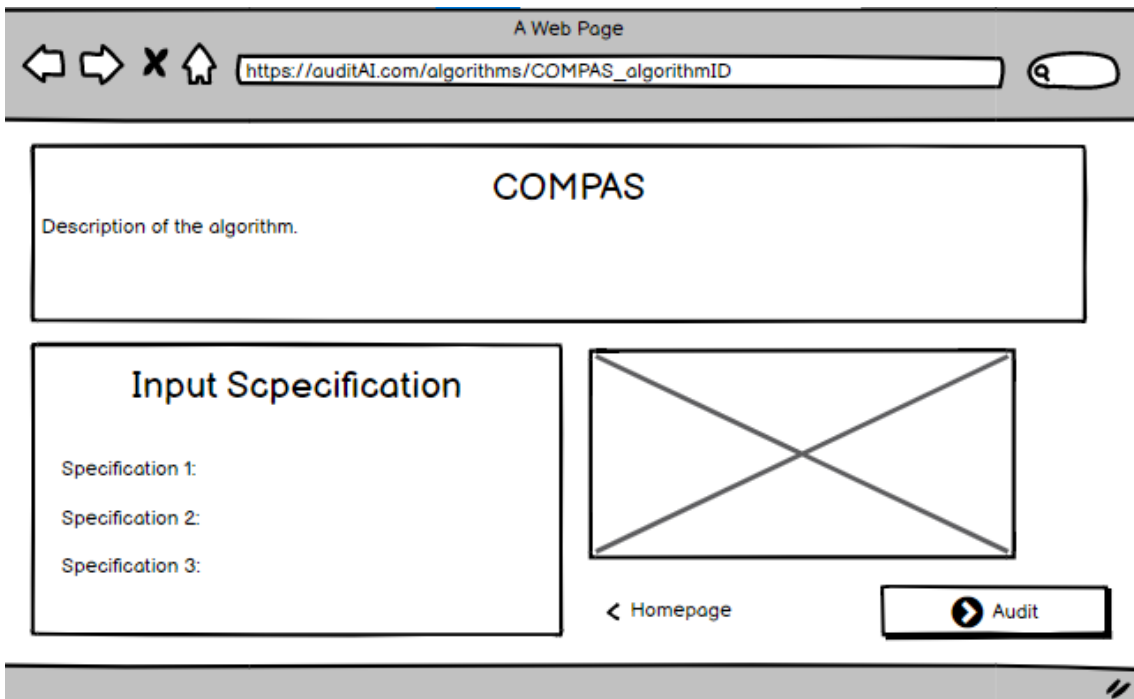 A Web Page
https://auditAI.com/algorithms/COMPAS_algorithmID
COMPAS
Description of the algorithm.
Input Scpecification
Specification 1:
Specification 2:
Specification 3:
Homepage
Audit